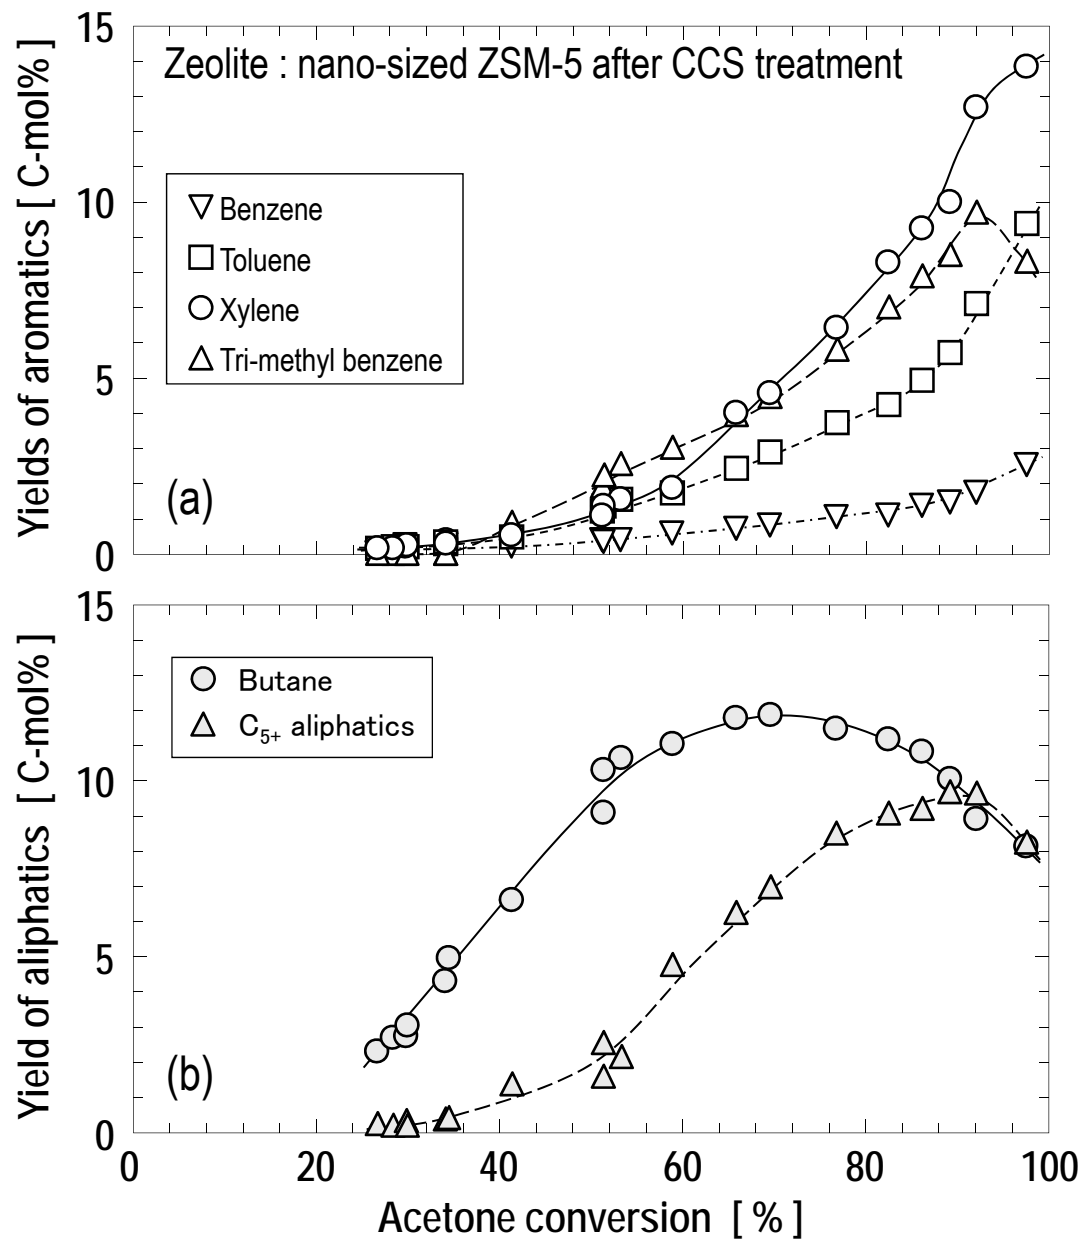 Zeolite : nano-sized ZSM-5 after CCS treatment
15
10
5
0
Yields of aromatics [ C-mol% ]
Benzene
Toluene
Xylene
Tri-methyl benzene
(a)
15
10
5
0
Yield of aliphatics [ C-mol% ]
Butane
C₅₊ aliphatics
(b)
0 20 40 60 80 100
Acetone conversion [ % ]